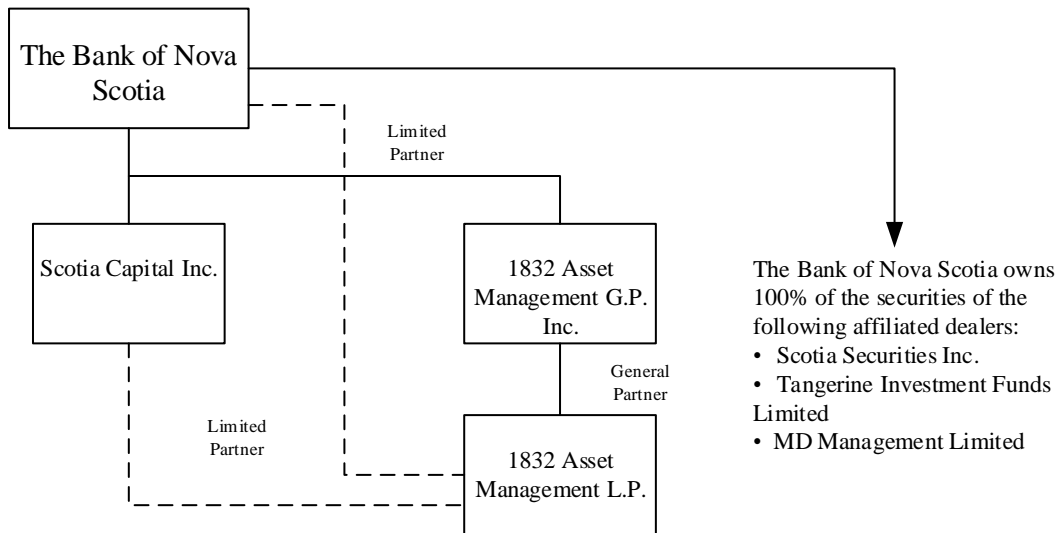 The Bank of Nova
Scotia
Limited
Partner
Scotia Capital Inc.
1832 Asset
Management G.P.
Inc.
The Bank of Nova Scotia owns
100% of the securities of the
following affiliated dealers:
• Scotia Securities Inc.
• Tangerine Investment Funds
Limited
• MD Management Limited
General
Partner
Limited
Partner
1832 Asset
Management L.P.